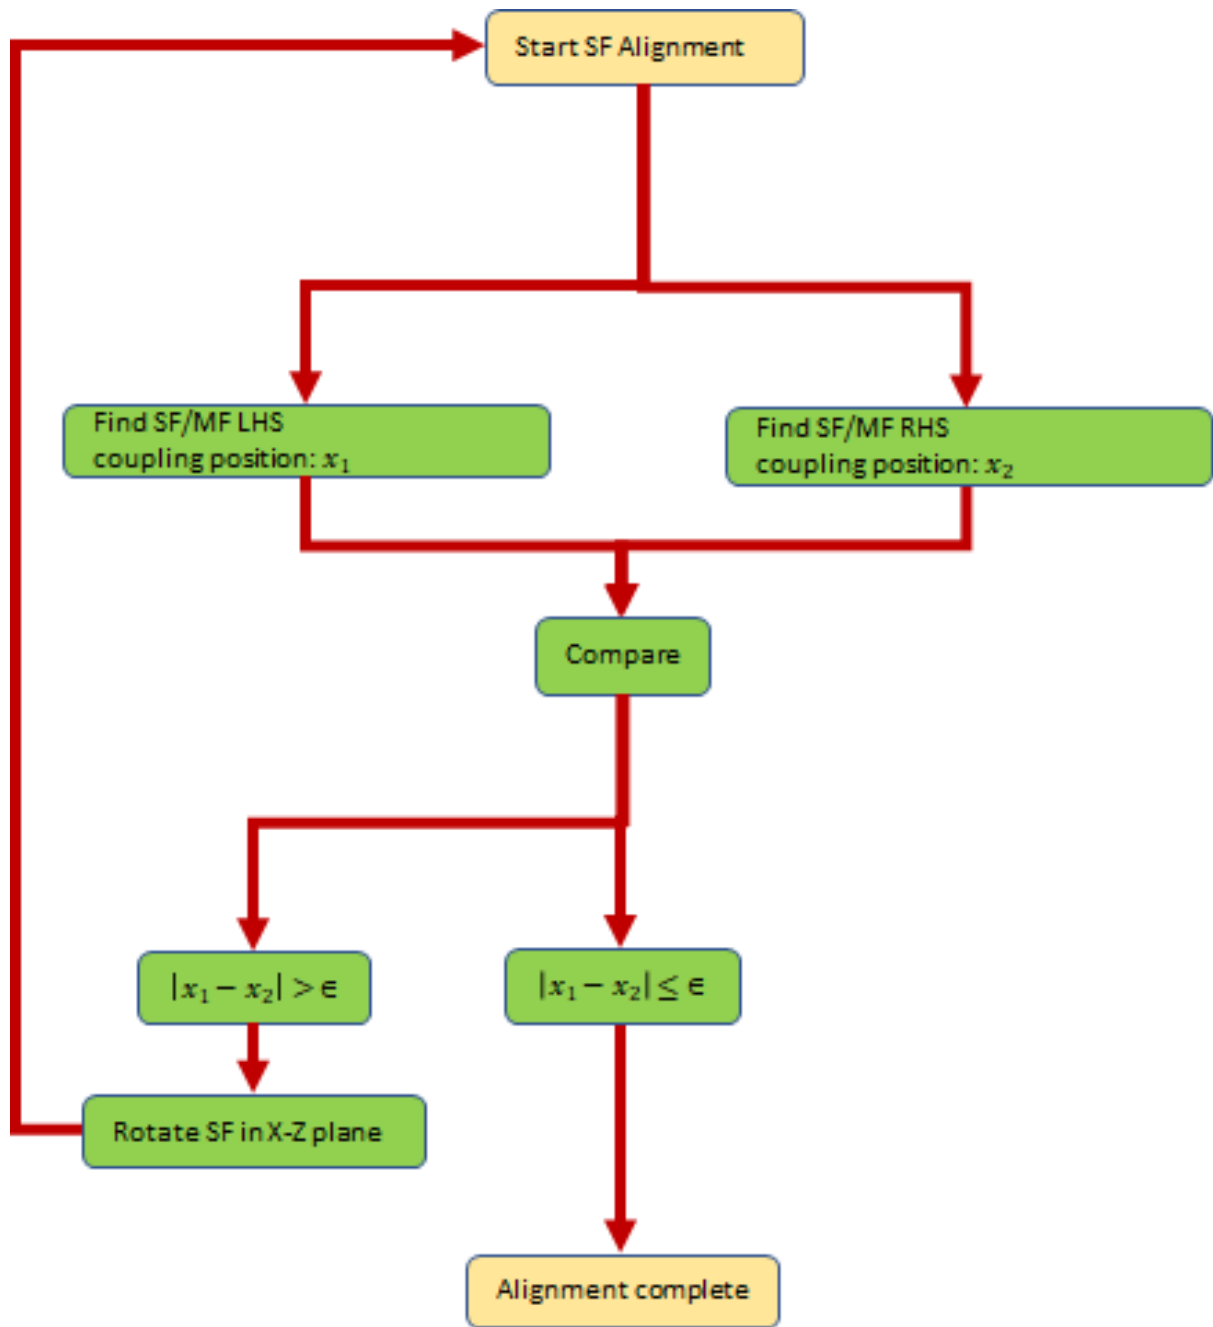 Start SF Alignment
Find SF/MF LHS
coupling position: x₁
Find SF/MF RHS
coupling position: x₂
Compare
|x₁ − x₂| > ϵ
|x₁ − x₂| ≤ ϵ
Rotate SF in X-Z plane
Alignment complete